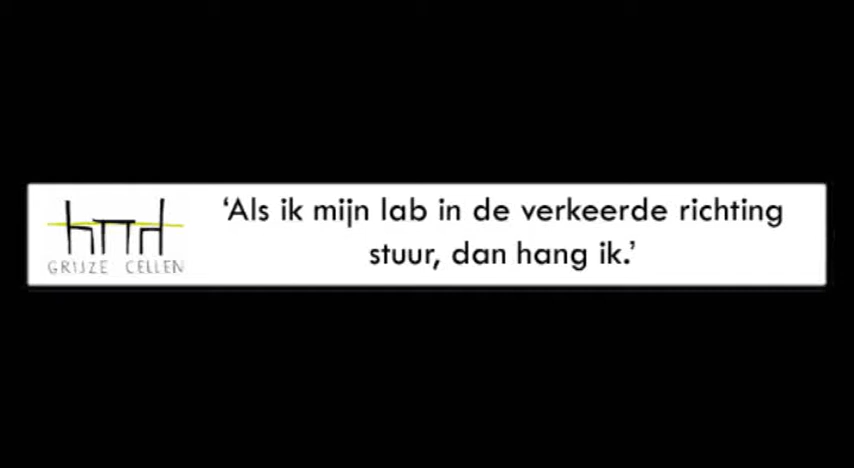 ‘Als ik mijn lab in de verkeerde richting
stuur, dan hang ik.’
GRIJZE CELLEN